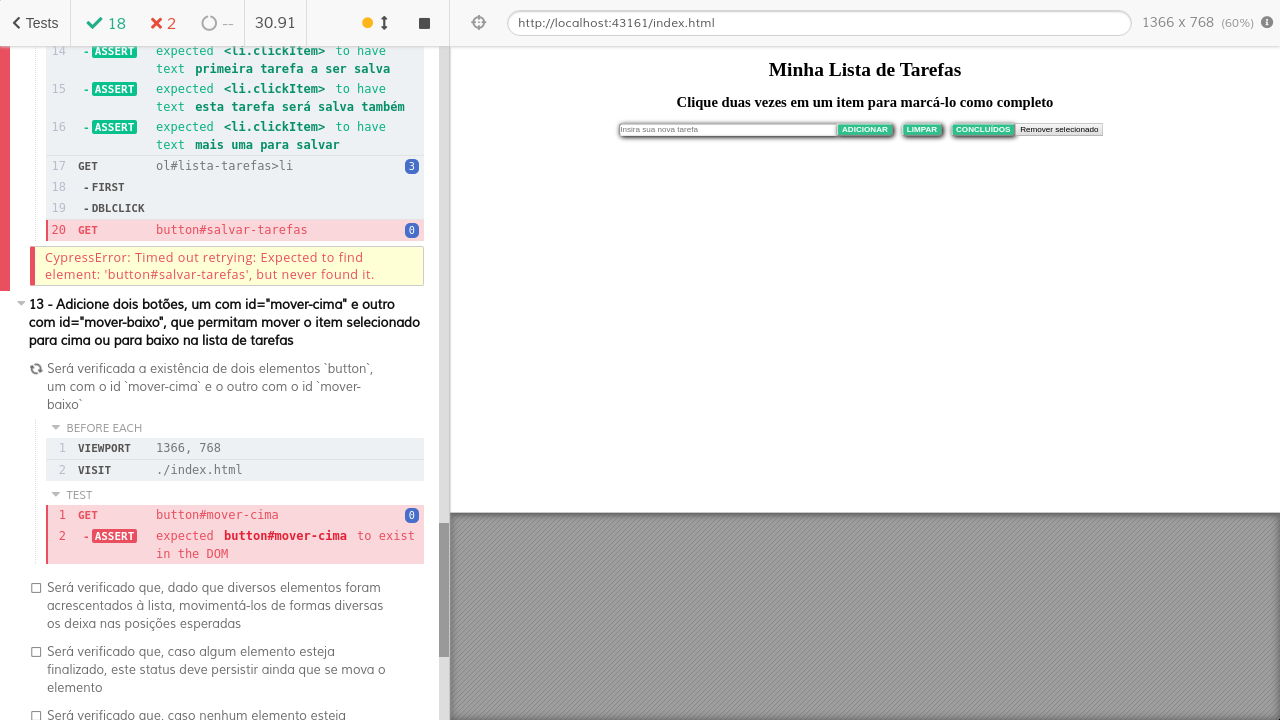 Tests 18 2 -- 30.91 http://localhost:43161/index.html 1366 x 768 (60%)
14 - ASSERT expected <li.clickItem> to have
text primeira tarefa a ser salva
15 - ASSERT expected <li.clickItem> to have
text esta tarefa será salva também
16 - ASSERT expected <li.clickItem> to have
text mais uma para salvar
17 GET ol#lista-tarefas>li 3
18 - FIRST
19 - DBLCLICK
20 GET button#salvar-tarefas 0
CypressError: Timed out retrying: Expected to find
element: 'button#salvar-tarefas', but never found it.
13 - Adicione dois botões, um com id="mover-cima" e outro
com id="mover-baixo", que permitam mover o item selecionado
para cima ou para baixo na lista de tarefas
Será verificada a existência de dois elementos `button`,
um com o id `mover-cima` e o outro com o id `mover-
baixo`
BEFORE EACH
1 VIEWPORT 1366, 768
2 VISIT ./index.html
TEST
1 GET button#mover-cima 0
2 - ASSERT expected button#mover-cima to exist
in the DOM
Será verificado que, dado que diversos elementos foram
acrescentados à lista, movimentá-los de formas diversas
os deixa nas posições esperadas
Será verificado que, caso algum elemento esteja
finalizado, este status deve persistir ainda que se mova o
elemento
Será verificado que, caso nenhum elemento esteja
Minha Lista de Tarefas
Clique duas vezes em um item para marcá-lo como completo
Insira sua nova tarefa ADICIONAR LIMPAR CONCLUÍDOS Remover selecionado